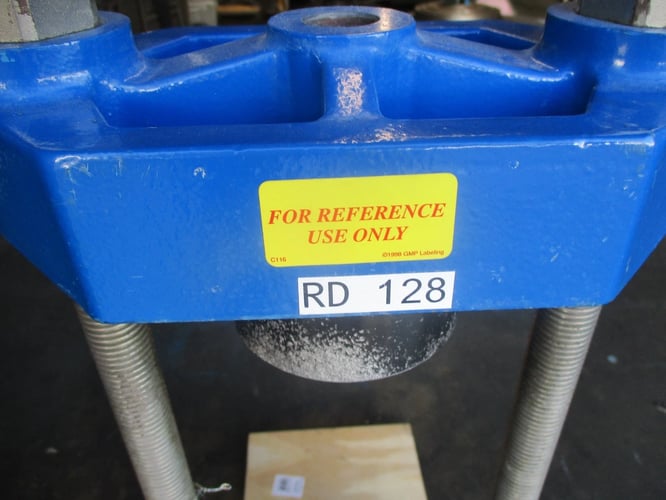 FOR REFERENCE
USE ONLY
C116 ©1998 GMP Labeling
RD 128